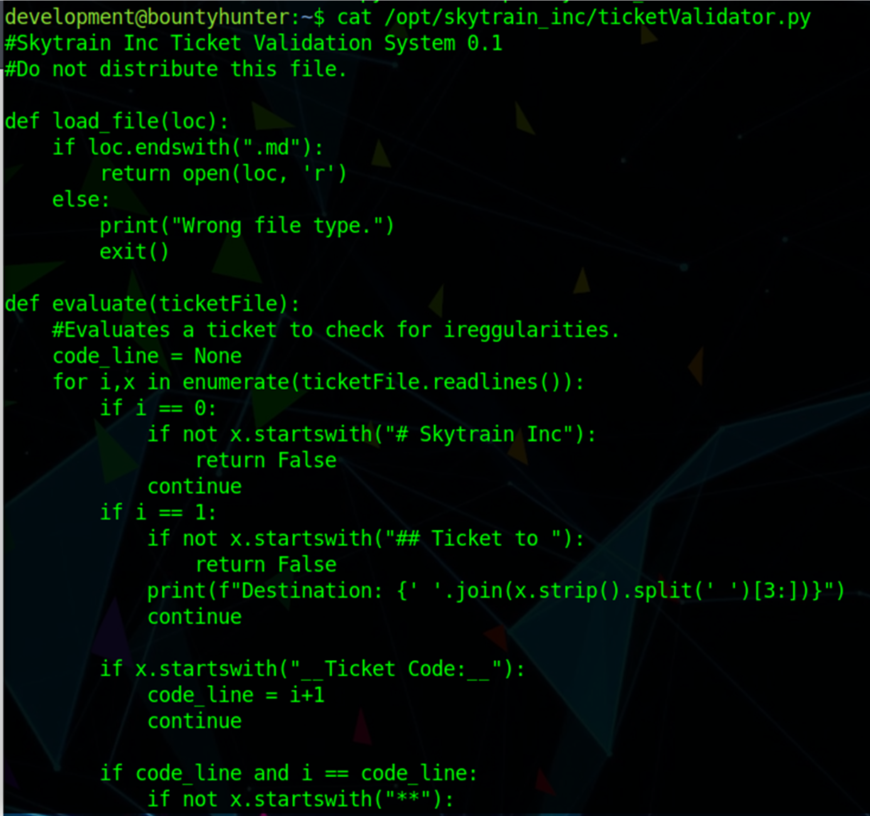 development@bountyhunter:~$ cat /opt/skytrain_inc/ticketValidator.py
#Skytrain Inc Ticket Validation System 0.1
#Do not distribute this file.

def load_file(loc):
    if loc.endswith(".md"):
        return open(loc, 'r')
    else:
        print("Wrong file type.")
        exit()

def evaluate(ticketFile):
    #Evaluates a ticket to check for ireggularities.
    code_line = None
    for i,x in enumerate(ticketFile.readlines()):
        if i == 0:
            if not x.startswith("# Skytrain Inc"):
                return False
            continue
        if i == 1:
            if not x.startswith("## Ticket to "):
                return False
            print(f"Destination: {' '.join(x.strip().split(' ')[3:])}")
            continue

        if x.startswith("__Ticket Code:__"):
            code_line = i+1
            continue

        if code_line and i == code_line:
            if not x.startswith("**"):